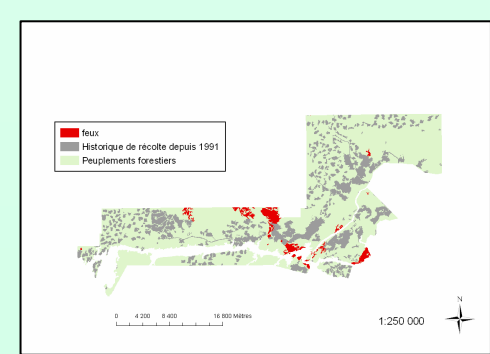 feux
Historique de récolte depuis 1991
Peuplements forestiers
N
0 4 200 8 400 16 800 Mètres
1:250 000